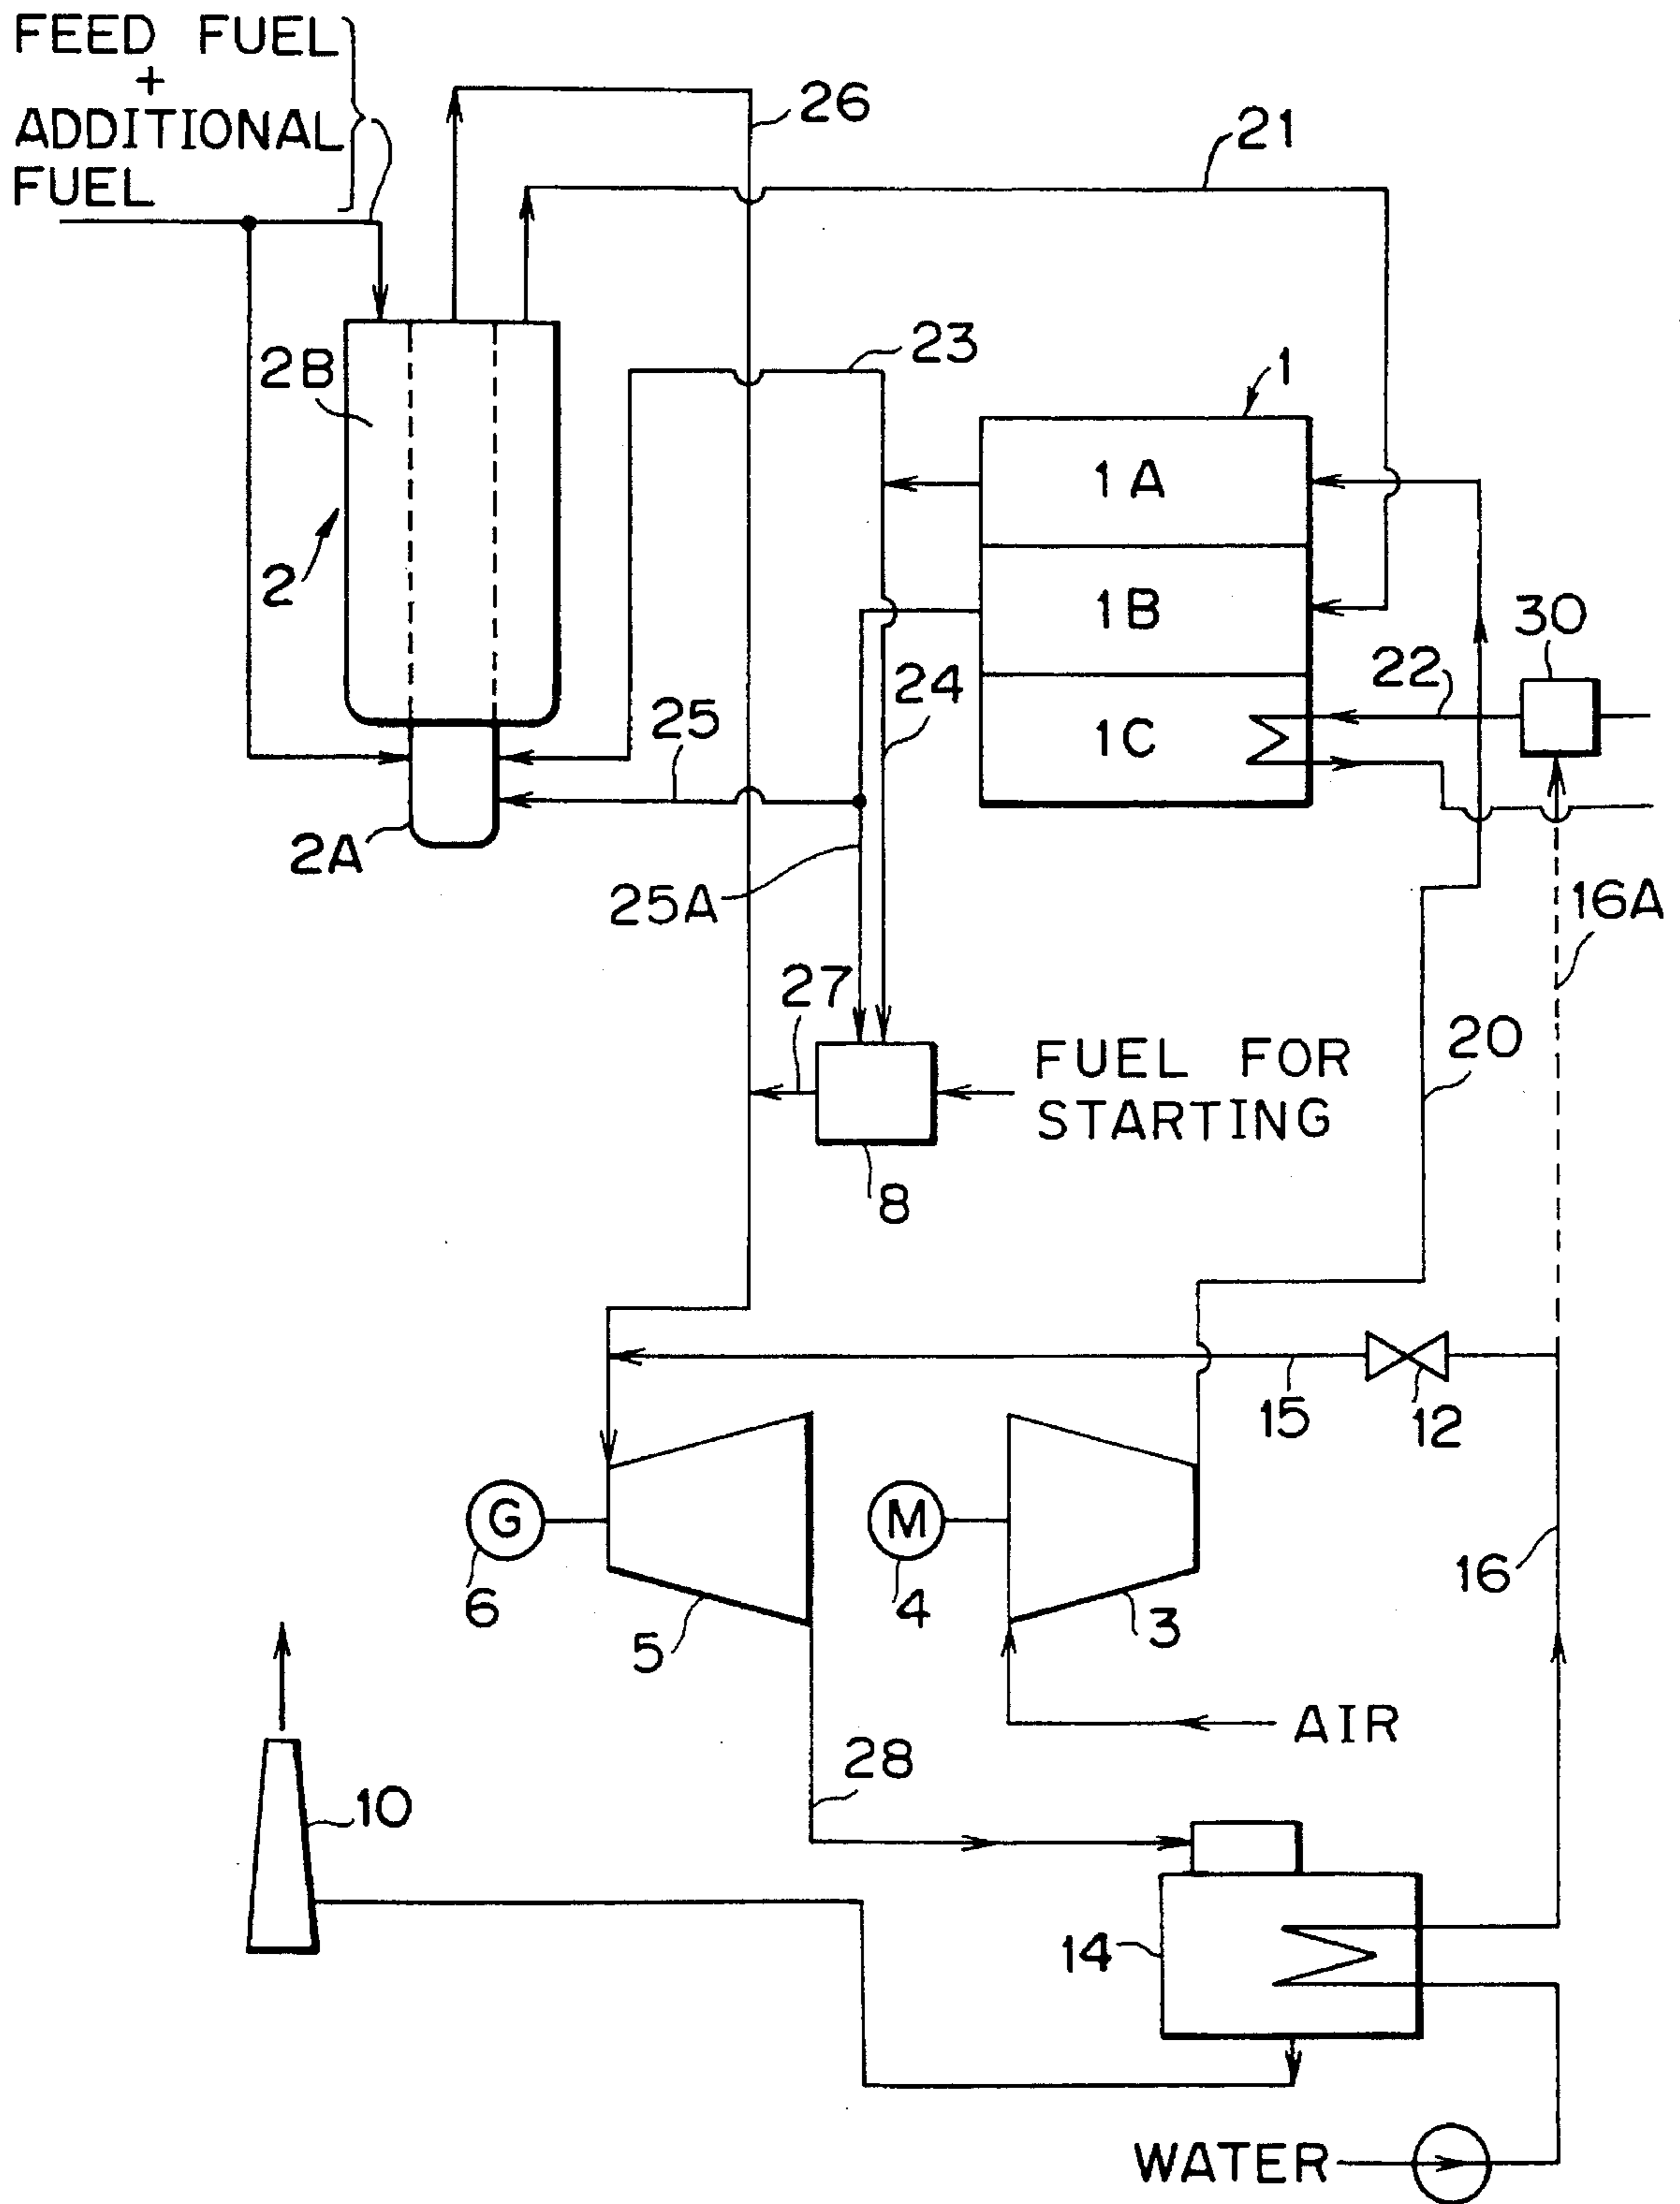 FEED FUEL
+
ADDITIONAL
FUEL
26
21
2B
23
1
1A
2
1B
30
24
22
25
1C
2A
25A
16A
27
20
FUEL FOR
STARTING
8
15
12
G
M
6
4
16
5
3
AIR
28
10
14
WATER